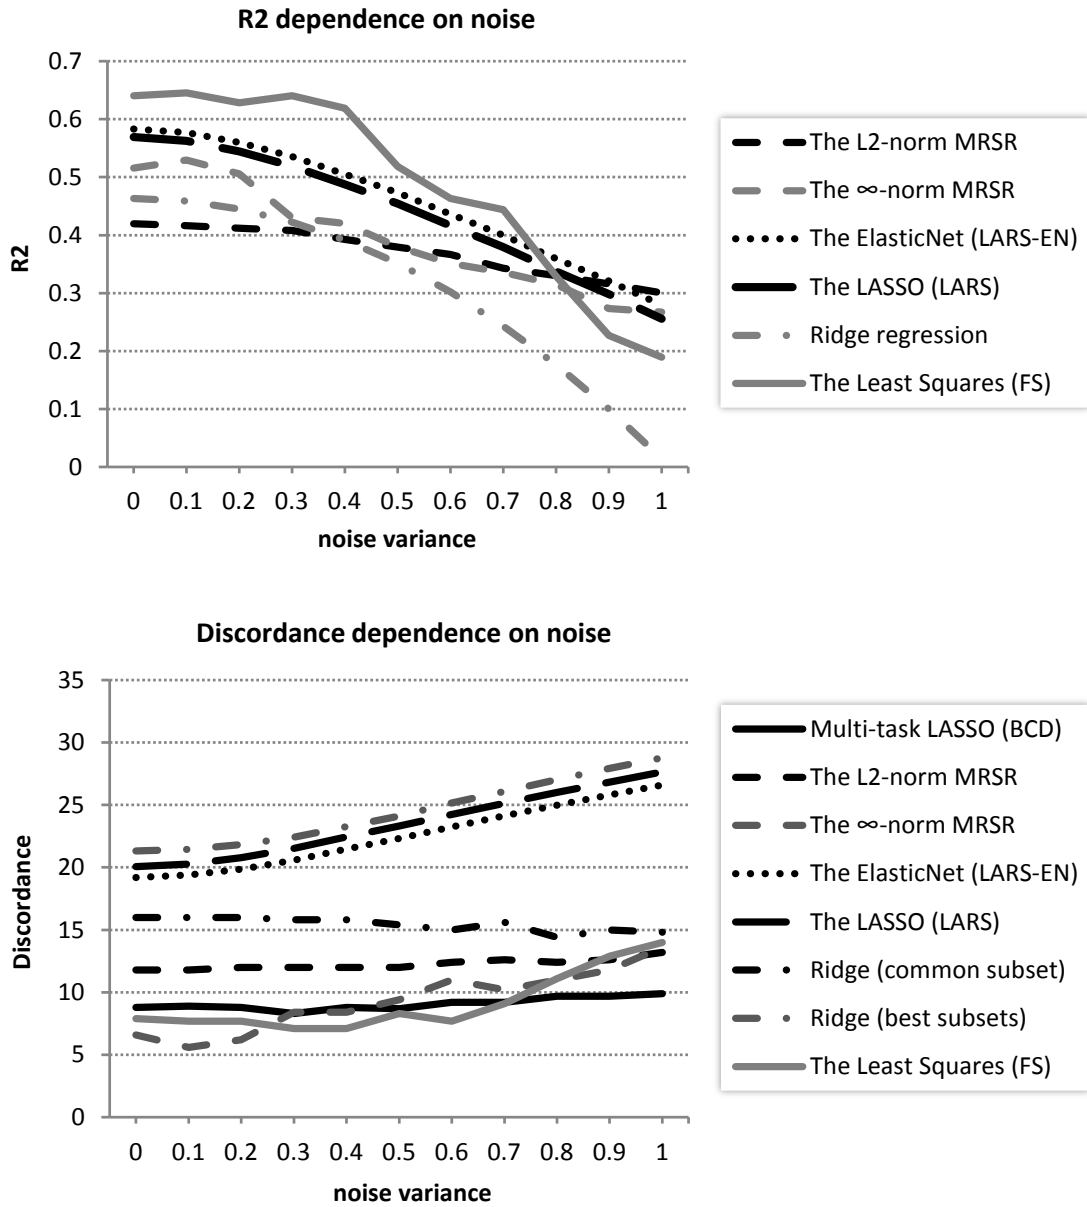 R2 dependence on noise
0.7
0.6
0.5
0.4
0.3
0.2
0.1
0
R2
0 0.1 0.2 0.3 0.4 0.5 0.6 0.7 0.8 0.9 1
noise variance
The L2-norm MRSR
The ∞-norm MRSR
The ElasticNet (LARS-EN)
The LASSO (LARS)
Ridge regression
The Least Squares (FS)
Discordance dependence on noise
35
30
25
20
15
10
5
0
Discordance
0 0.1 0.2 0.3 0.4 0.5 0.6 0.7 0.8 0.9 1
noise variance
Multi-task LASSO (BCD)
The L2-norm MRSR
The ∞-norm MRSR
The ElasticNet (LARS-EN)
The LASSO (LARS)
Ridge (common subset)
Ridge (best subsets)
The Least Squares (FS)